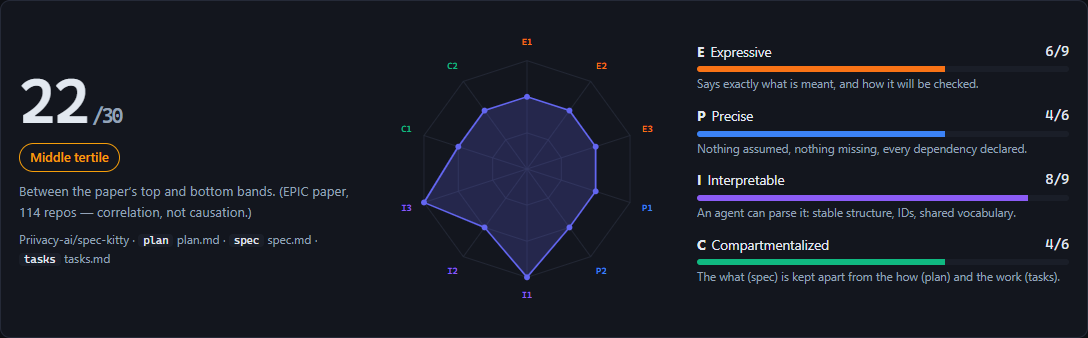 22/30
Middle tertile
Between the paper's top and bottom bands. (EPIC paper,
114 repos — correlation, not causation.)
Priivacy-ai/spec-kitty · plan plan.md · spec spec.md ·
tasks tasks.md
E1
E2
E3
P1
P2
I1
I2
I3
C1
C2
E Expressive 6/9
Says exactly what is meant, and how it will be checked.
P Precise 4/6
Nothing assumed, nothing missing, every dependency declared.
I Interpretable 8/9
An agent can parse it: stable structure, IDs, shared vocabulary.
C Compartmentalized 4/6
The what (spec) is kept apart from the how (plan) and the work (tasks).